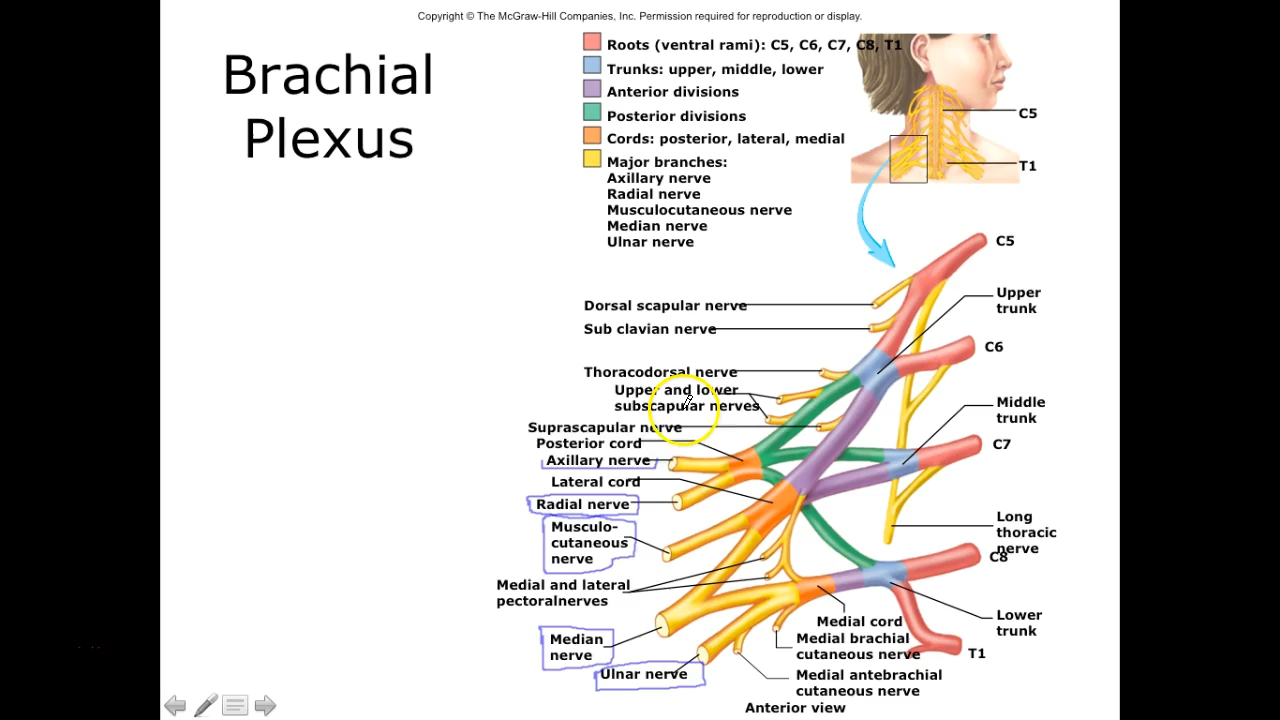 Copyright © The McGraw-Hill Companies, Inc. Permission required for reproduction or display.
Brachial
Plexus
Roots (ventral rami): C5, C6, C7, C8, T1
Trunks: upper, middle, lower
Anterior divisions
Posterior divisions
Cords: posterior, lateral, medial
Major branches:
Axillary nerve
Radial nerve
Musculocutaneous nerve
Median nerve
Ulnar nerve
C5
T1
C5
Upper
trunk
Dorsal scapular nerve
Sub clavian nerve
C6
Thoracodorsal nerve
Upper and lower
subscapular nerves
Middle
trunk
Suprascapular nerve
Posterior cord
C7
Axillary nerve
Lateral cord
Radial nerve
Musculo-
cutaneous
nerve
Long
thoracic
nerve
C8
Medial and lateral
pectoralnerves
Lower
trunk
Medial cord
Median
nerve
Medial brachial
cutaneous nerve
T1
Ulnar nerve
Medial antebrachial
cutaneous nerve
Anterior view